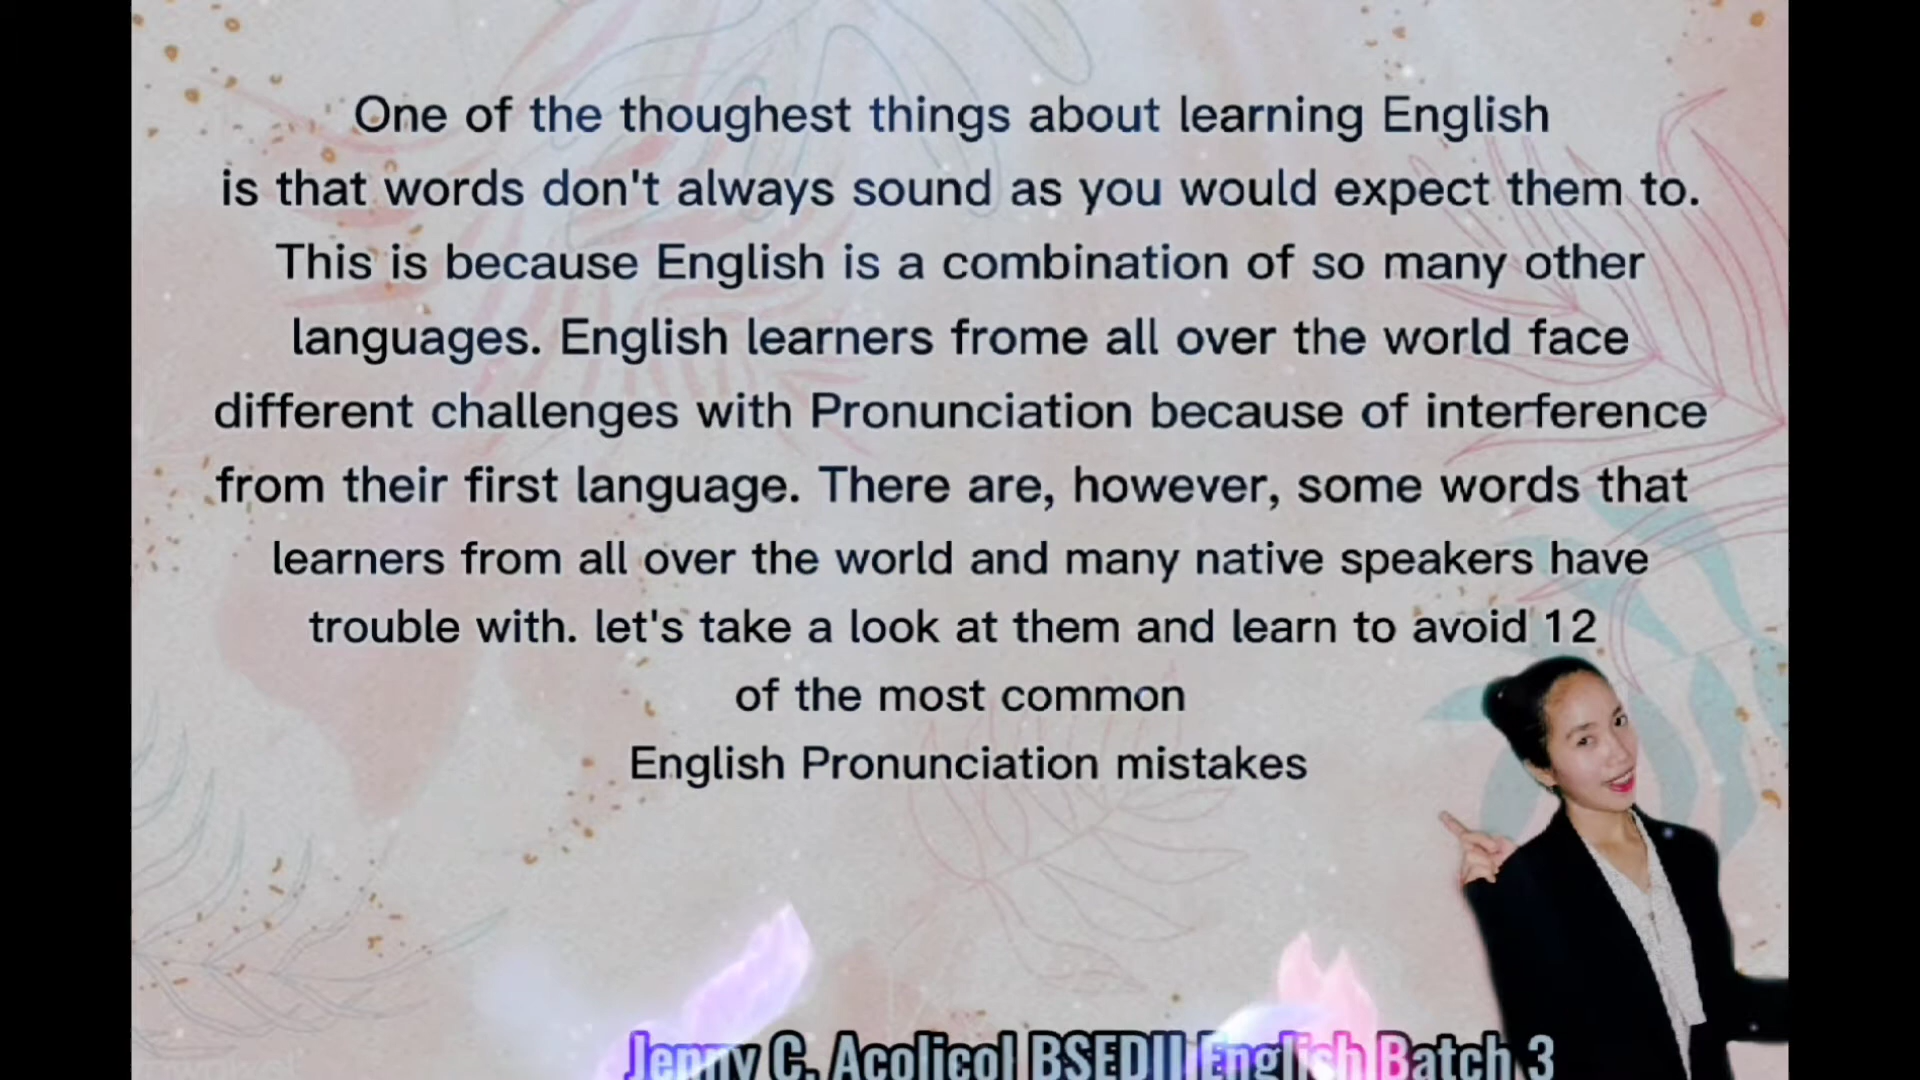 One of the thoughest things about learning English
is that words don't always sound as you would expect them to.
This is because English is a combination of so many other
languages. English learners frome all over the world face
different challenges with Pronunciation because of interference
from their first language. There are, however, some words that
learners from all over the world and many native speakers have
trouble with. let's take a look at them and learn to avoid 12
of the most common
English Pronunciation mistakes
Jenny C. Acolicol BSEDII English Batch 3